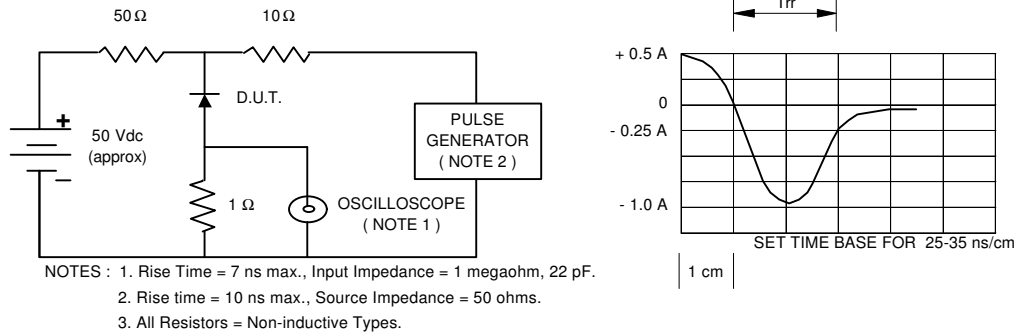 50 Ω
10 Ω
D.U.T.
+
50 Vdc
(approx)
−
1 Ω
OSCILLOSCOPE
( NOTE 1 )
PULSE
GENERATOR
( NOTE 2 )
Trr
+ 0.5 A
0
- 0.25 A
- 1.0 A
SET TIME BASE FOR 25-35 ns/cm
1 cm
NOTES : 1. Rise Time = 7 ns max., Input Impedance = 1 megaohm, 22 pF.
2. Rise time = 10 ns max., Source Impedance = 50 ohms.
3. All Resistors = Non-inductive Types.